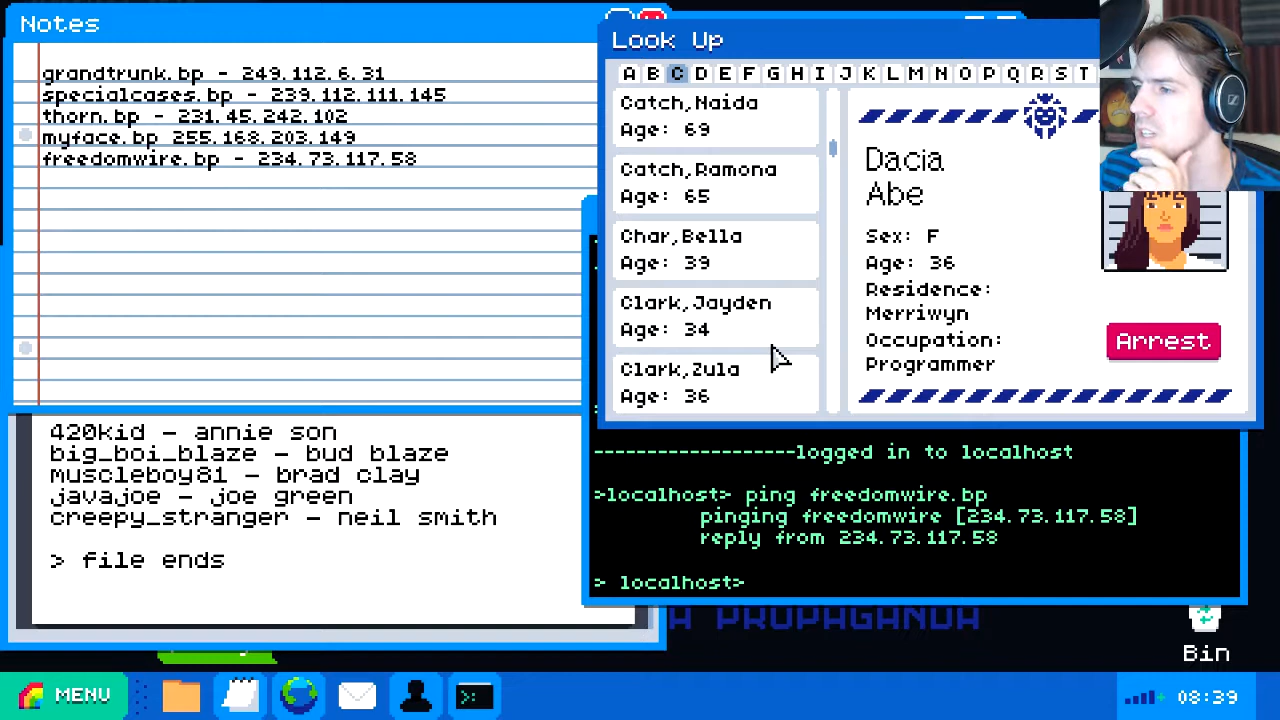 Notes
grandtrunk.bp - 249.112.6.31
specialcases.bp - 239.112.111.145
thorn.bp - 231.45.242.102
myface.bp 255.168.203.149
freedomwire.bp - 234.73.117.58
420kid - annie son
big_boi_blaze - bud blaze
muscleboy81 - brad clay
javajoe - joe green
creepy_stranger - neil smith
> file ends
Look Up
A B C D E F G H I J K L M N O P Q R S T
Catch,Naida
Age: 69
Catch,Ramona
Age: 65
Char,Bella
Age: 39
Clark,Jayden
Age: 34
Clark,Zula
Age: 36
Dacia
Abe
Sex: F
Age: 36
Residence:
Merriwyn
Occupation:
Programmer
Arrest
------------------logged in to localhost
>localhost> ping freedomwire.bp
pinging freedomwire [234.73.117.58]
reply from 234.73.117.58
> localhost>
A PROPAGANDA
Bin
MENU
08:39